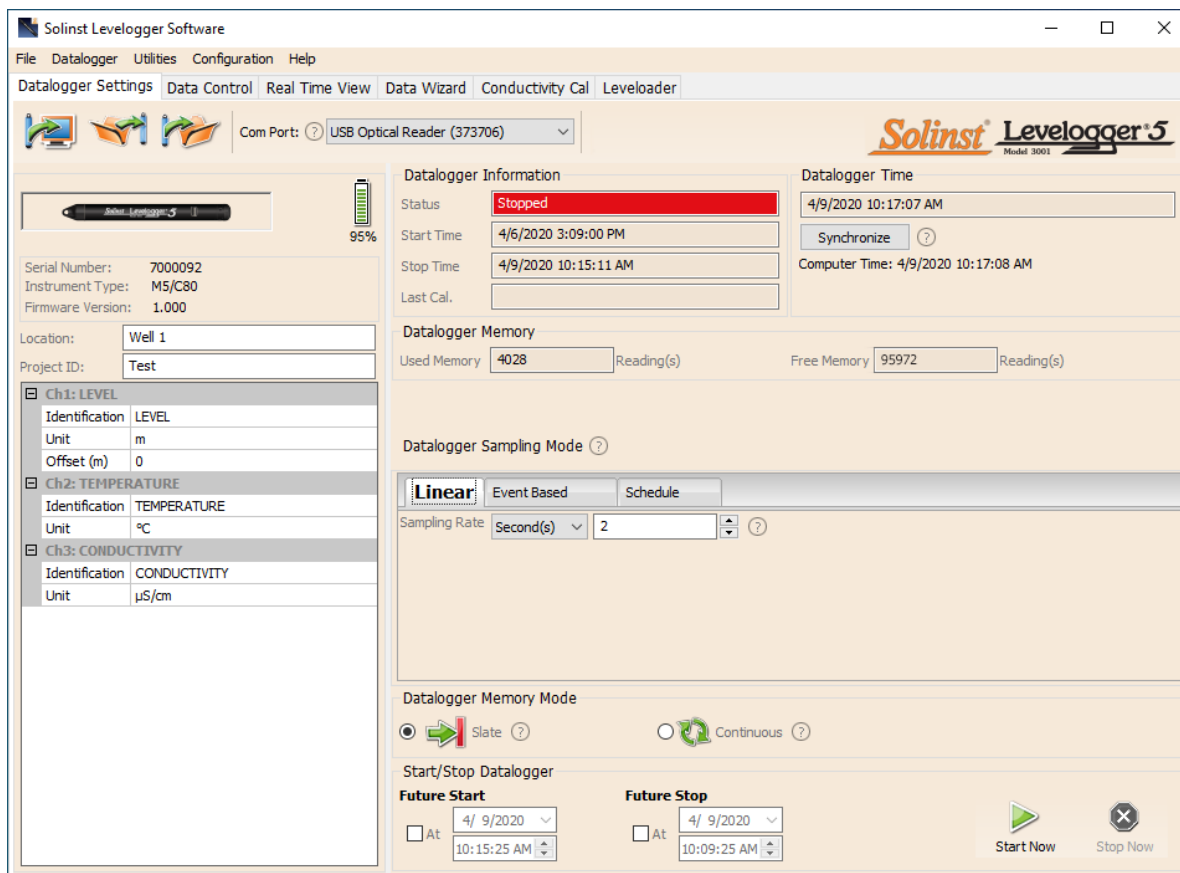 Solinst Levelogger Software
File Datalogger Utilities Configuration Help
Datalogger Settings Data Control Real Time View Data Wizard Conductivity Cal Leveloader
Com Port: ? USB Optical Reader (373706)
Solinst® Levelogger® 5
Model 3001
Solinst Levelogger 5
95%
Serial Number: 7000092
Instrument Type: M5/C80
Firmware Version: 1.000
Location: Well 1
Project ID: Test
Ch1: LEVEL
Identification LEVEL
Unit m
Offset (m) 0
Ch2: TEMPERATURE
Identification TEMPERATURE
Unit ºC
Ch3: CONDUCTIVITY
Identification CONDUCTIVITY
Unit µS/cm
Datalogger Information
Status Stopped
Start Time 4/6/2020 3:09:00 PM
Stop Time 4/9/2020 10:15:11 AM
Last Cal.
Datalogger Time
4/9/2020 10:17:07 AM
Synchronize ?
Computer Time: 4/9/2020 10:17:08 AM
Datalogger Memory
Used Memory 4028 Reading(s) Free Memory 95972 Reading(s)
Datalogger Sampling Mode ?
Linear Event Based Schedule
Sampling Rate Second(s) 2 ?
Datalogger Memory Mode
Slate ? Continuous ?
Start/Stop Datalogger
Future Start Future Stop
At 4/ 9/2020 At 4/ 9/2020
10:15:25 AM 10:09:25 AM
Start Now Stop Now